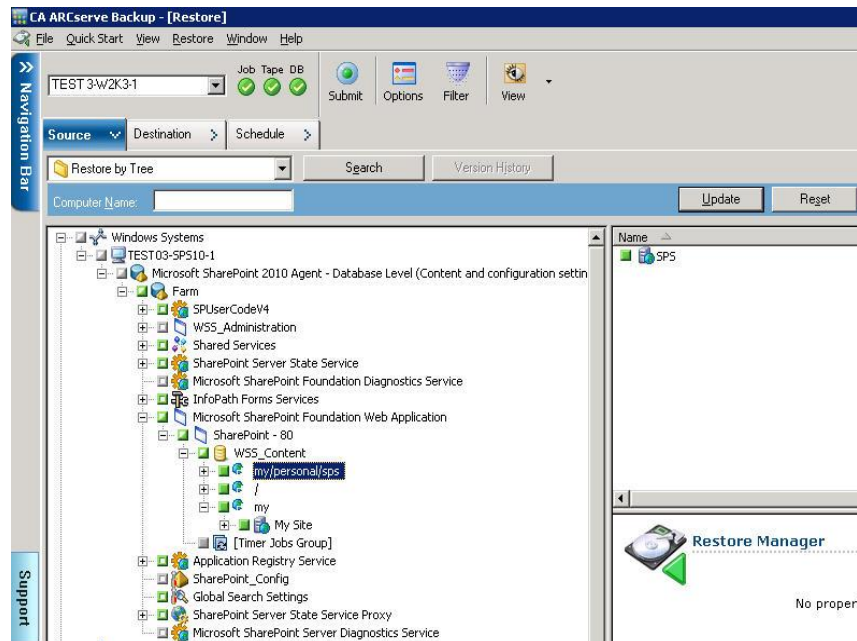 CA ARCserve Backup - [Restore]
File Quick Start View Restore Window Help
Job Tape DB
TEST 3-W2K3-1
Submit Options Filter View
Source Destination Schedule
Restore by Tree Search Version History
Computer Name: Update Reset
Windows Systems
TEST03-SPS10-1
Microsoft SharePoint 2010 Agent - Database Level (Content and configuration settin
Farm
SPUserCodeV4
WSS_Administration
Shared Services
SharePoint Server State Service
Microsoft SharePoint Foundation Diagnostics Service
InfoPath Forms Services
Microsoft SharePoint Foundation Web Application
SharePoint - 80
WSS_Content
my/personal/sps
/
my
My Site
[Timer Jobs Group]
Application Registry Service
SharePoint_Config
Global Search Settings
SharePoint Server State Service Proxy
Microsoft SharePoint Server Diagnostics Service
Name
SPS
Restore Manager
No proper
Navigation Bar
Support